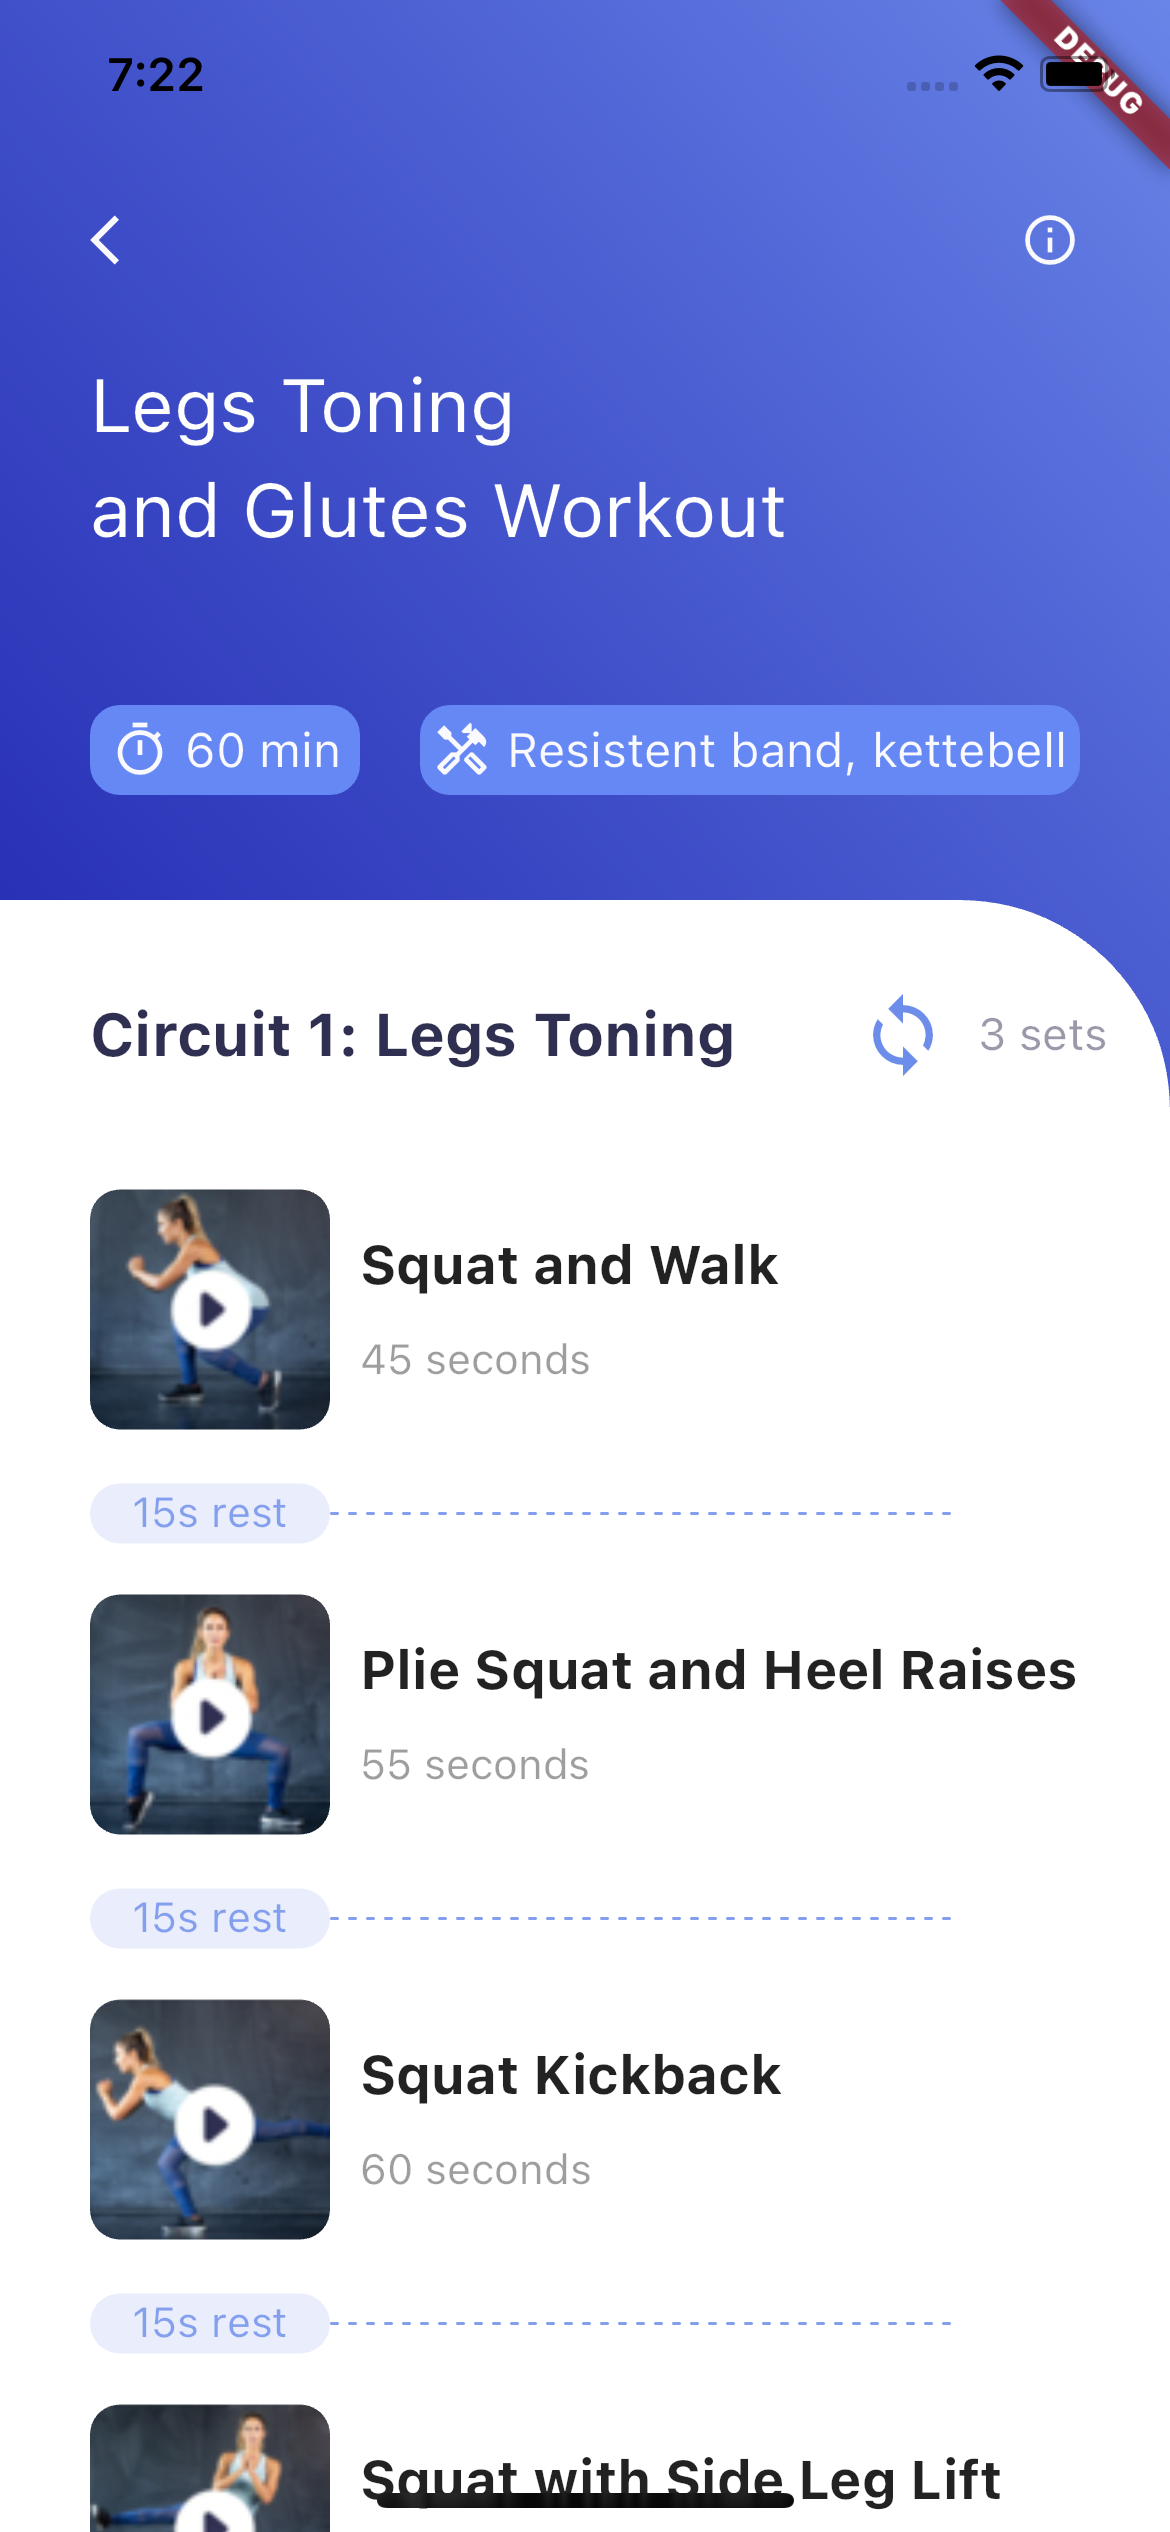 7:22
DEBUG
Legs Toning
and Glutes Workout
60 min
Resistent band, kettebell
Circuit 1: Legs Toning
3 sets
Squat and Walk
45 seconds
15s rest
Plie Squat and Heel Raises
55 seconds
15s rest
Squat Kickback
60 seconds
15s rest
Squat with Side Leg Lift